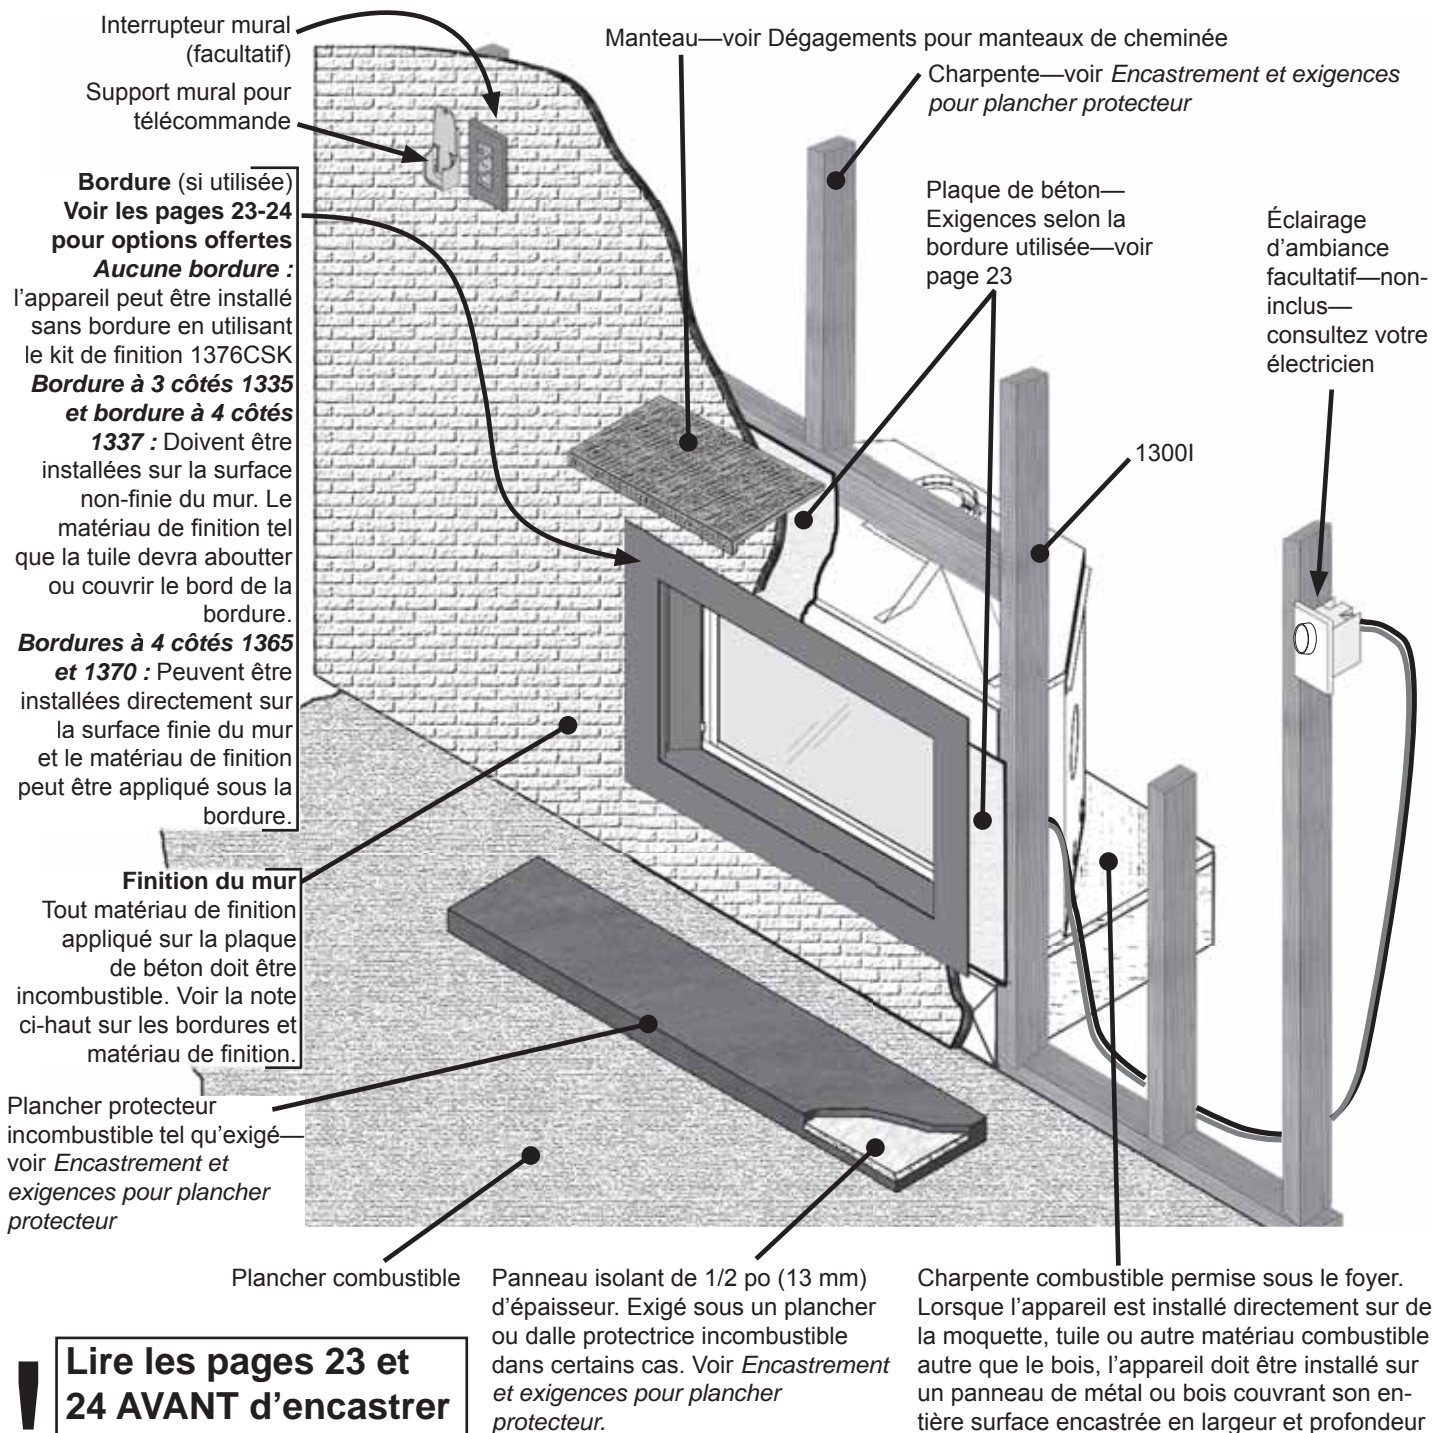 Interrupteur mural
(facultatif)
Support mural pour
télécommande
Bordure (si utilisée)
Voir les pages 23-24
pour options offertes
Aucune bordure :
l'appareil peut être installé
sans bordure en utilisant
le kit de finition 1376CSK
Bordure à 3 côtés 1335
et bordure à 4 côtés
1337 : Doivent être
installées sur la surface
non-finie du mur. Le
matériau de finition tel
que la tuile devra aboutter
ou couvrir le bord de la
bordure.
Bordures à 4 côtés 1365
et 1370 : Peuvent être
installées directement sur
la surface finie du mur
et le matériau de finition
peut être appliqué sous la
bordure.
Finition du mur
Tout matériau de finition
appliqué sur la plaque
de béton doit être
incombustible. Voir la note
ci-haut sur les bordures et
matériau de finition.
Plancher protecteur
incombustible tel qu'exigé—
voir Encastrement et
exigences pour plancher
protecteur
Manteau—voir Dégagements pour manteaux de cheminée
Charpente—voir Encastrement et exigences
pour plancher protecteur
Plaque de béton—
Exigences selon la
bordure utilisée—voir
page 23
Éclairage
d'ambiance
facultatif—non-
inclus—
consultez votre
électricien
1300I
Plancher combustible
Panneau isolant de 1/2 po (13 mm)
d'épaisseur. Exigé sous un plancher
ou dalle protectrice incombustible
dans certains cas. Voir Encastrement
et exigences pour plancher
protecteur.
Charpente combustible permise sous le foyer.
Lorsque l'appareil est installé directement sur de
la moquette, tuile ou autre matériau combustible
autre que le bois, l'appareil doit être installé sur
un panneau de métal ou bois couvrant son en-
tière surface encastrée en largeur et profondeur
! Lire les pages 23 et
24 AVANT d'encastrer